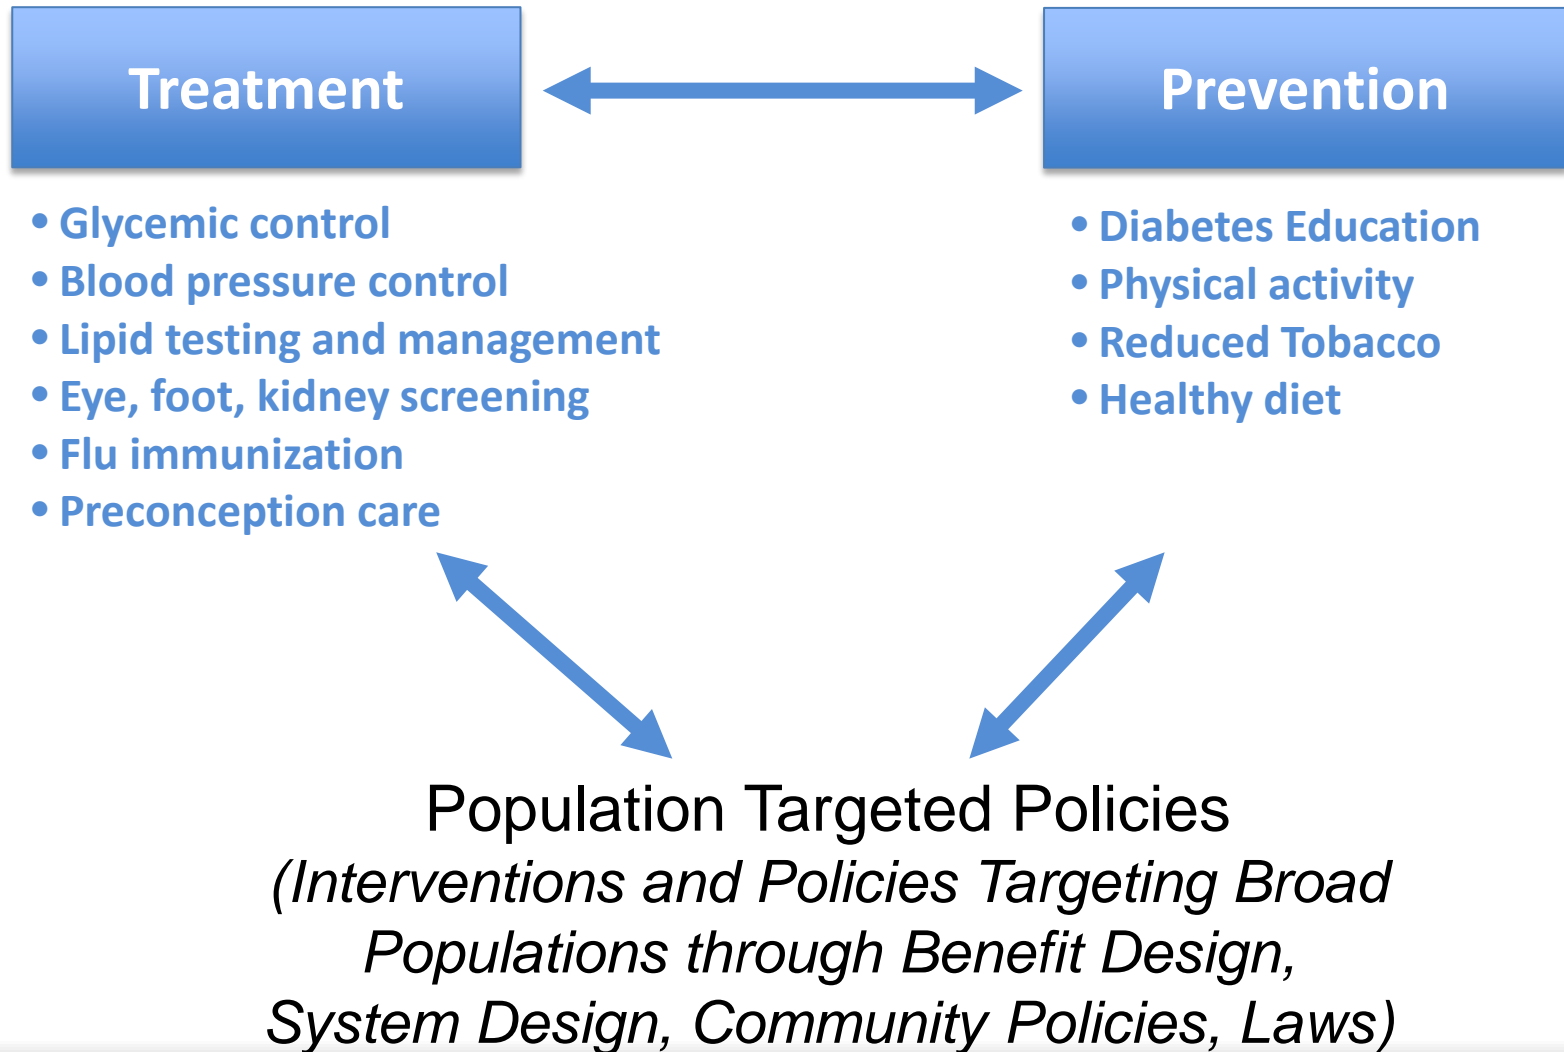 Treatment
Prevention
• Glycemic control
• Blood pressure control
• Lipid testing and management
• Eye, foot, kidney screening
• Flu immunization
• Preconception care
• Diabetes Education
• Physical activity
• Reduced Tobacco
• Healthy diet
Population Targeted Policies
(Interventions and Policies Targeting Broad
Populations through Benefit Design,
System Design, Community Policies, Laws)